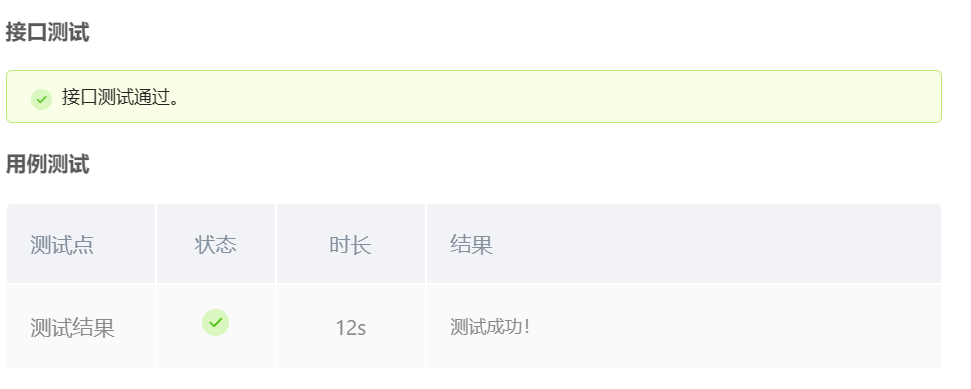 接口测试
接口测试通过。
用例测试
测试点 状态 时长 结果
测试结果 12s 测试成功！